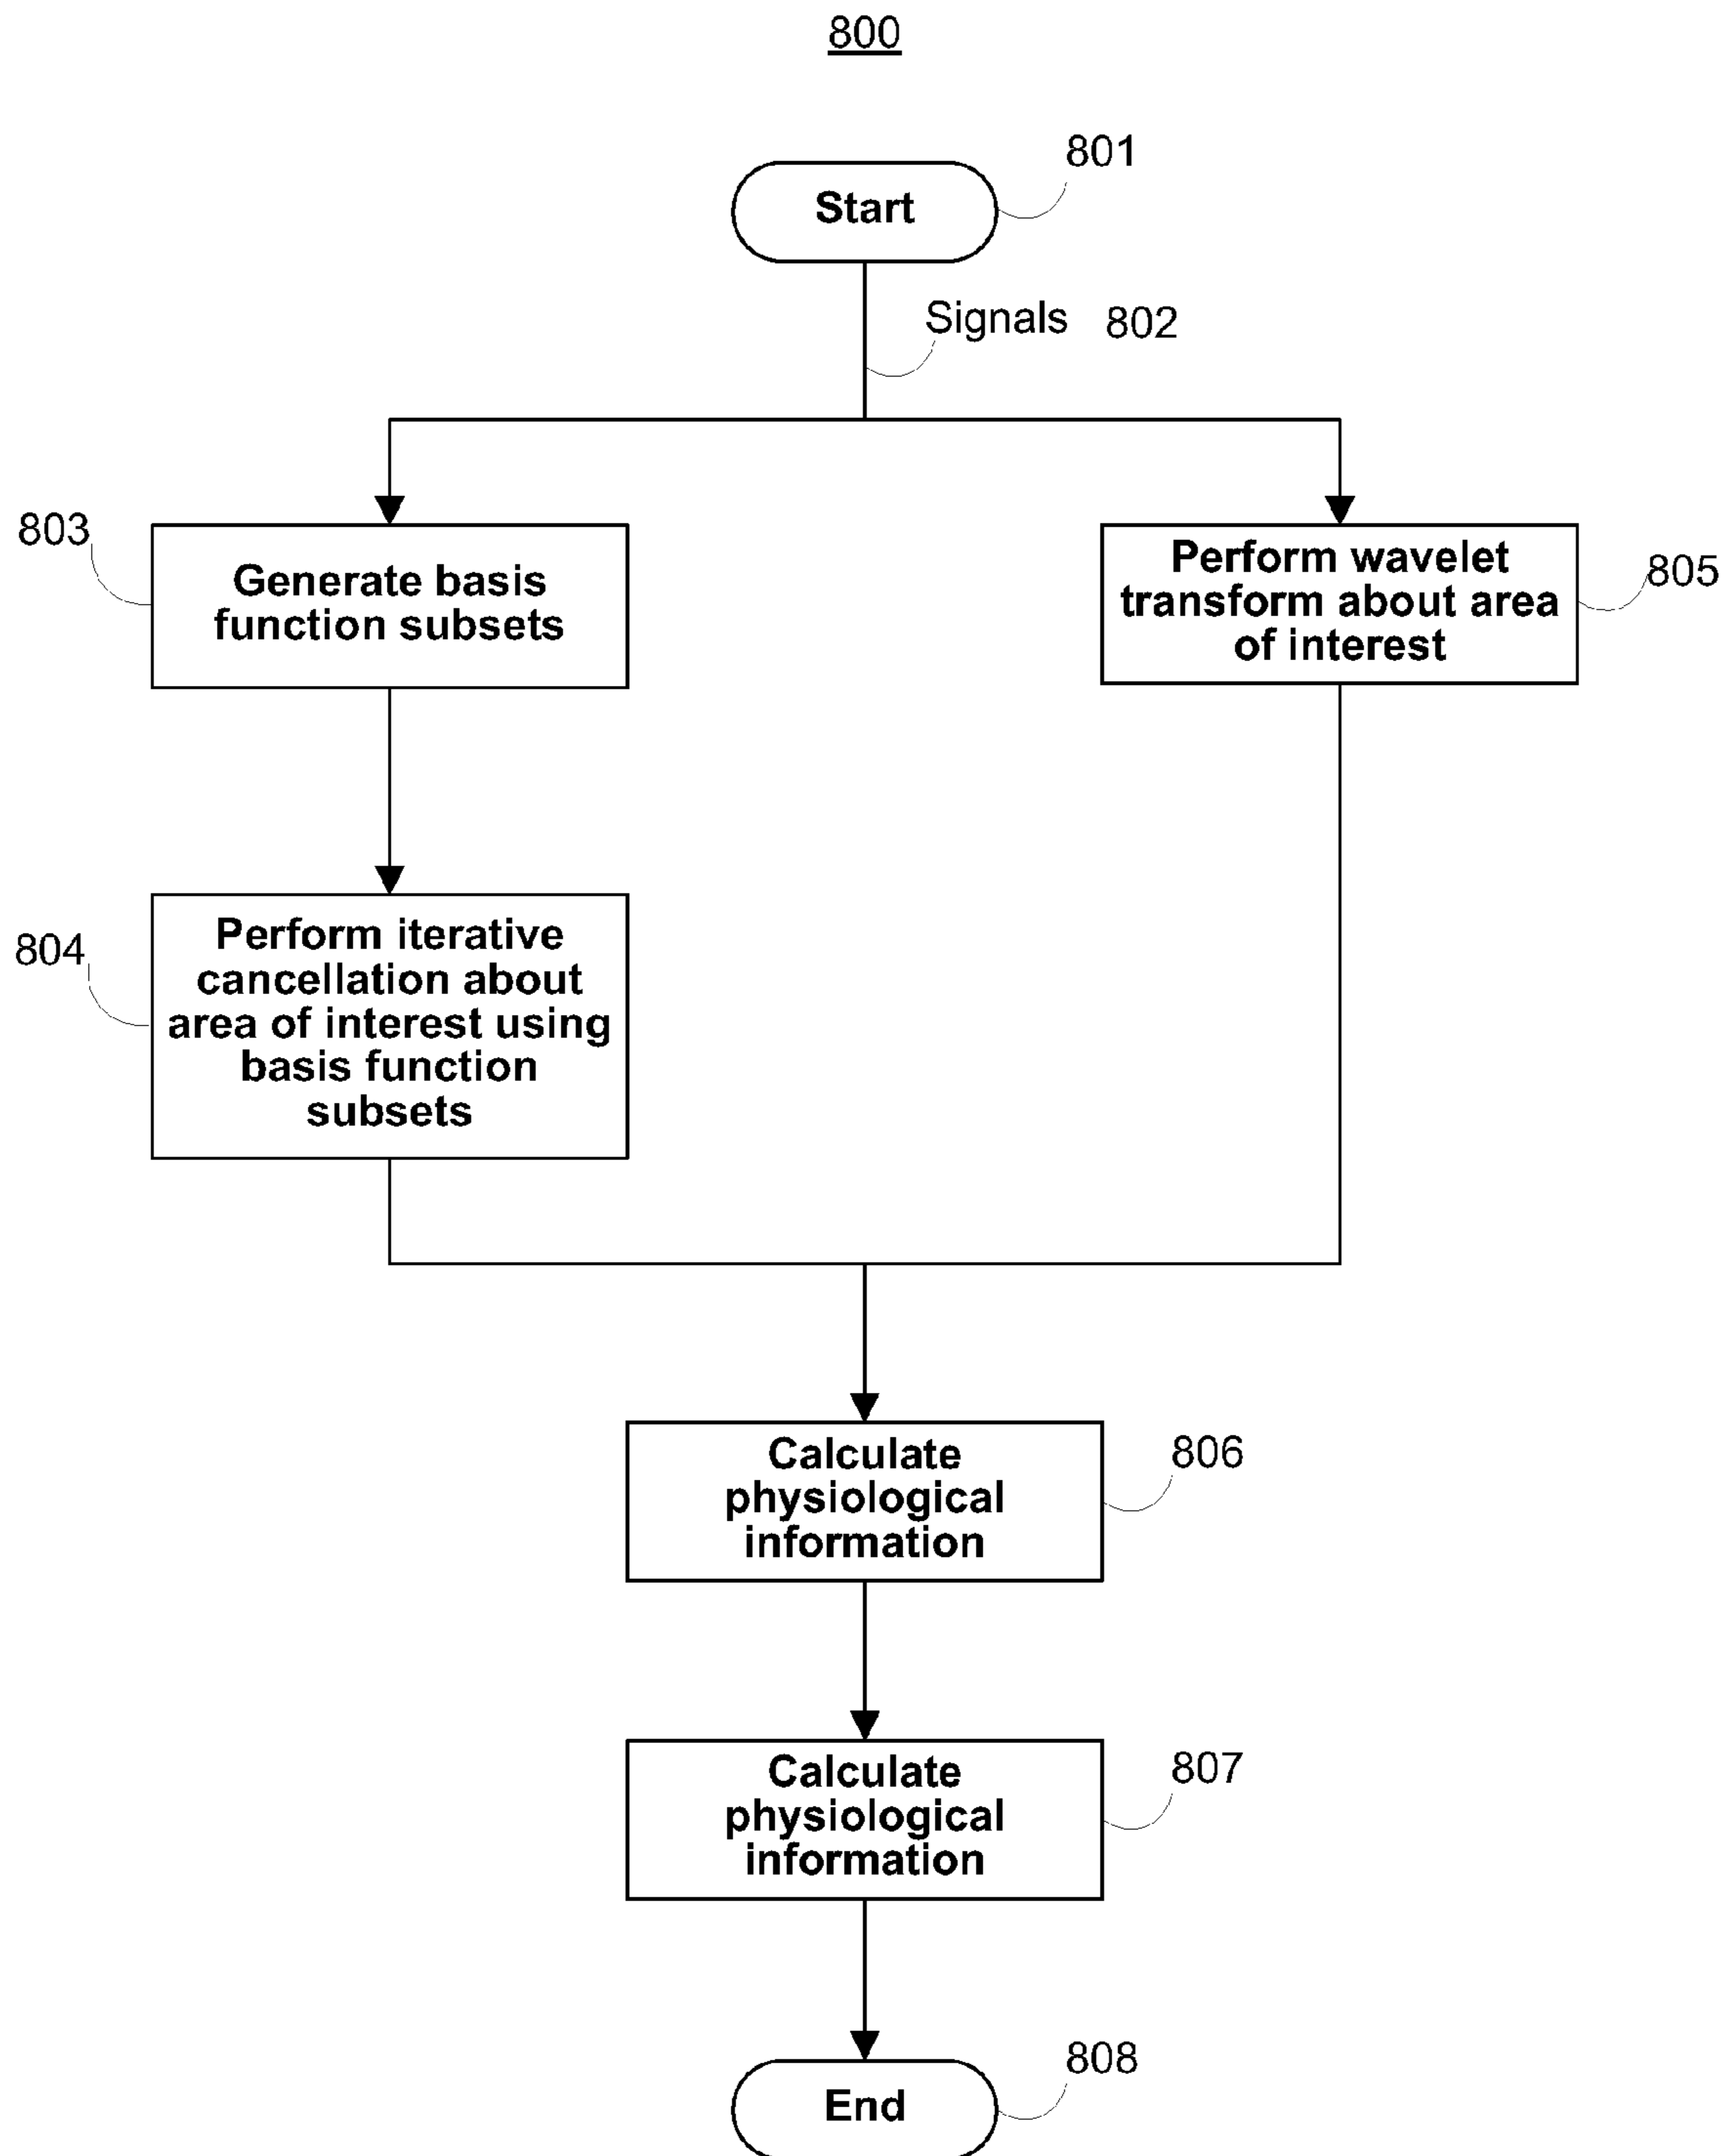 800
801
Start
Signals 802
803
Generate basis
function subsets
Perform wavelet
transform about area
of interest
805
804
Perform iterative
cancellation about
area of interest using
basis function
subsets
Calculate
physiological
information
806
Calculate
physiological
information
807
808
End